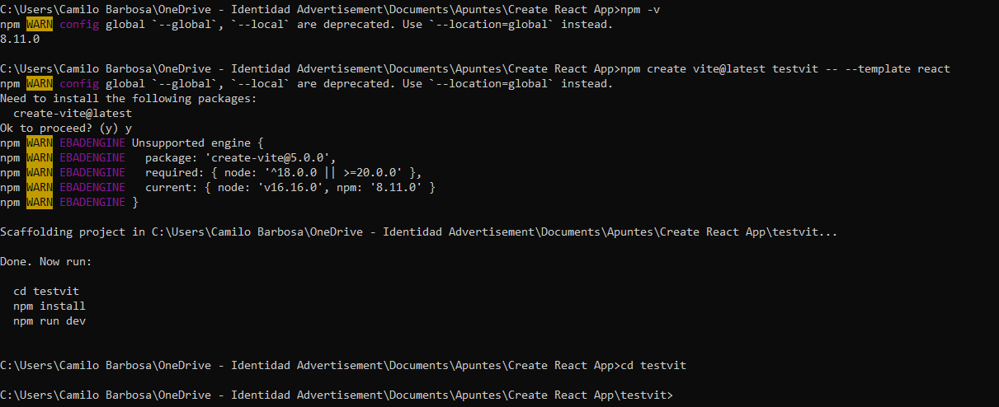 C:\Users\Camilo Barbosa\OneDrive - Identidad Advertisement\Documents\Apuntes\Create React App>npm -v
npm WARN config global `--global`, `--local` are deprecated. Use `--location=global` instead.
8.11.0
C:\Users\Camilo Barbosa\OneDrive - Identidad Advertisement\Documents\Apuntes\Create React App>npm create vite@latest testvit -- --template react
npm WARN config global `--global`, `--local` are deprecated. Use `--location=global` instead.
Need to install the following packages:
  create-vite@latest
Ok to proceed? (y) y
npm WARN EBADENGINE Unsupported engine {
npm WARN EBADENGINE   package: 'create-vite@5.0.0',
npm WARN EBADENGINE   required: { node: '^18.0.0 || >=20.0.0' },
npm WARN EBADENGINE   current: { node: 'v16.16.0', npm: '8.11.0' }
npm WARN EBADENGINE }
Scaffolding project in C:\Users\Camilo Barbosa\OneDrive - Identidad Advertisement\Documents\Apuntes\Create React App\testvit...
Done. Now run:
  cd testvit
  npm install
  npm run dev
C:\Users\Camilo Barbosa\OneDrive - Identidad Advertisement\Documents\Apuntes\Create React App>cd testvit
C:\Users\Camilo Barbosa\OneDrive - Identidad Advertisement\Documents\Apuntes\Create React App\testvit>